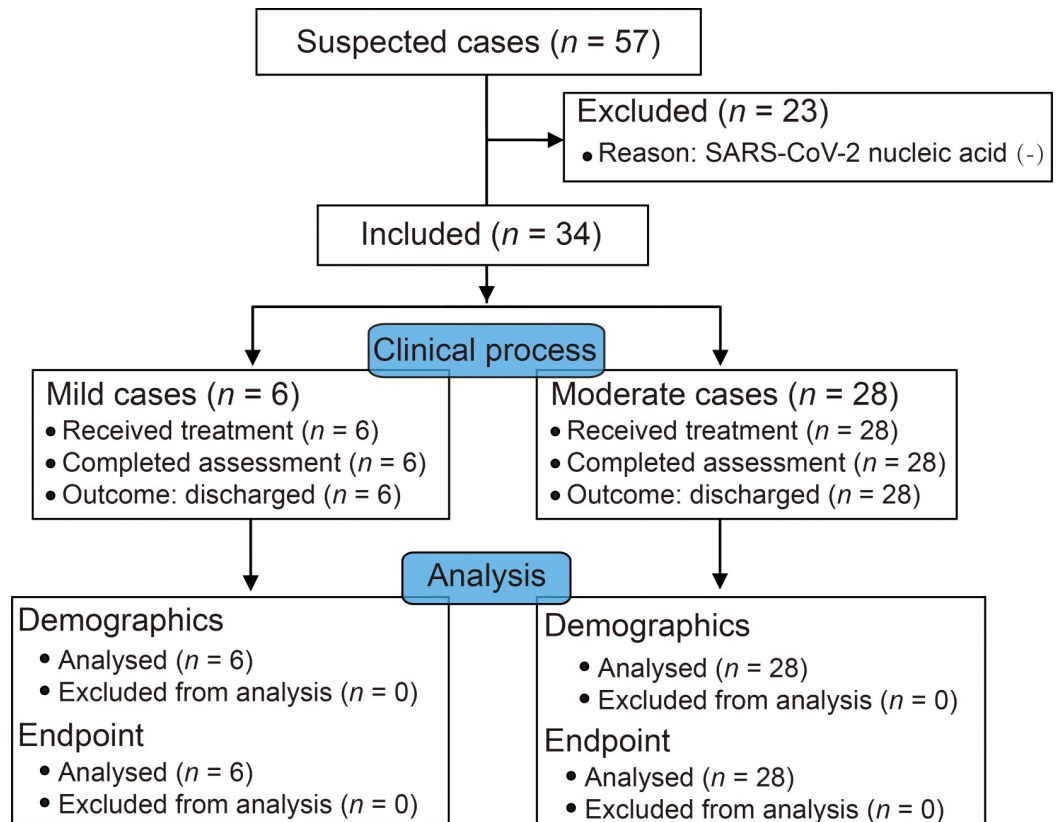 Suspected cases (n = 57)
Excluded (n = 23)
• Reason: SARS-CoV-2 nucleic acid (-)
Included (n = 34)
Clinical process
Mild cases (n = 6)
• Received treatment (n = 6)
• Completed assessment (n = 6)
• Outcome: discharged (n = 6)
Moderate cases (n = 28)
• Received treatment (n = 28)
• Completed assessment (n = 28)
• Outcome: discharged (n = 28)
Analysis
Demographics
• Analysed (n = 6)
• Excluded from analysis (n = 0)
Endpoint
• Analysed (n = 6)
• Excluded from analysis (n = 0)
Demographics
• Analysed (n = 28)
• Excluded from analysis (n = 0)
Endpoint
• Analysed (n = 28)
• Excluded from analysis (n = 0)